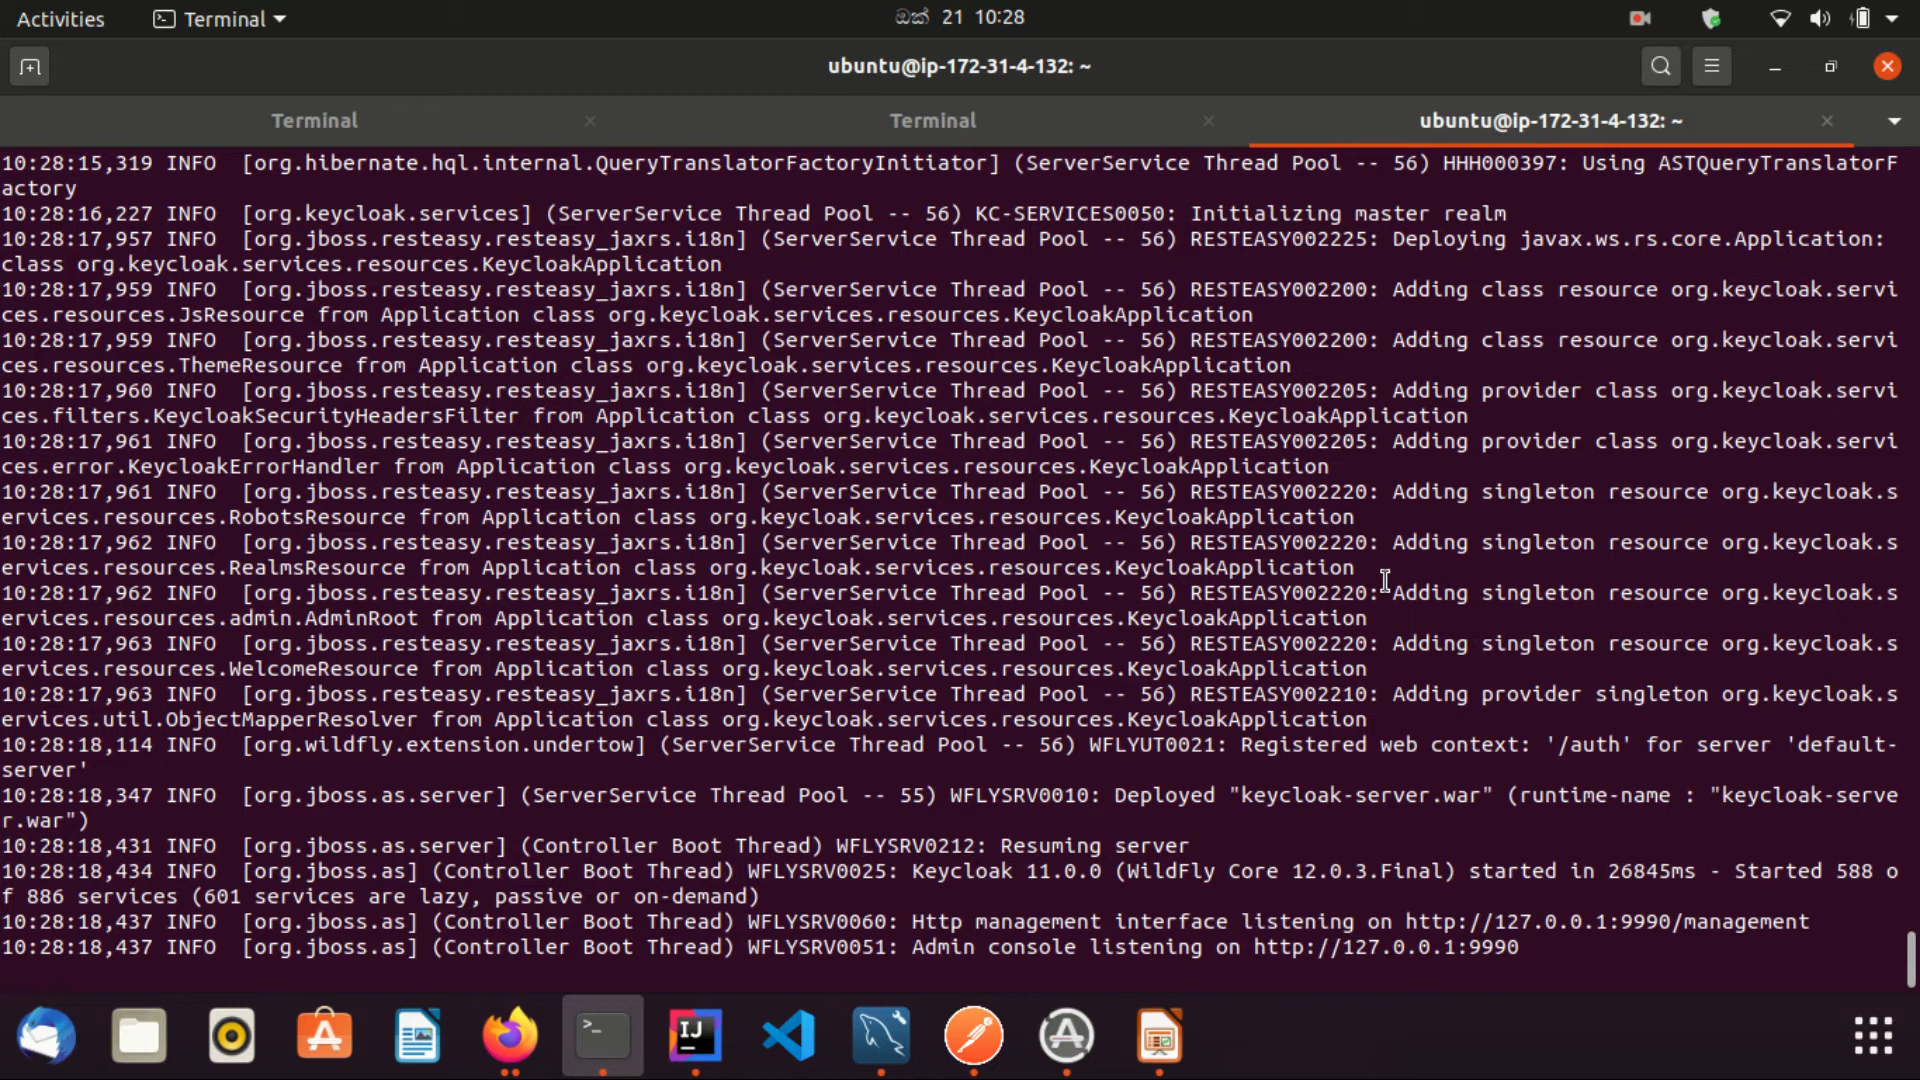 Activities
Terminal
ඔක් 21 10:28
ubuntu@ip-172-31-4-132: ~
Terminal
Terminal
ubuntu@ip-172-31-4-132: ~
10:28:15,319 INFO  [org.hibernate.hql.internal.QueryTranslatorFactoryInitiator] (ServerService Thread Pool -- 56) HHH000397: Using ASTQueryTranslatorF
actory
10:28:16,227 INFO  [org.keycloak.services] (ServerService Thread Pool -- 56) KC-SERVICES0050: Initializing master realm
10:28:17,957 INFO  [org.jboss.resteasy.resteasy_jaxrs.i18n] (ServerService Thread Pool -- 56) RESTEASY002225: Deploying javax.ws.rs.core.Application:
class org.keycloak.services.resources.KeycloakApplication
10:28:17,959 INFO  [org.jboss.resteasy.resteasy_jaxrs.i18n] (ServerService Thread Pool -- 56) RESTEASY002200: Adding class resource org.keycloak.servi
ces.resources.JsResource from Application class org.keycloak.services.resources.KeycloakApplication
10:28:17,959 INFO  [org.jboss.resteasy.resteasy_jaxrs.i18n] (ServerService Thread Pool -- 56) RESTEASY002200: Adding class resource org.keycloak.servi
ces.resources.ThemeResource from Application class org.keycloak.services.resources.KeycloakApplication
10:28:17,960 INFO  [org.jboss.resteasy.resteasy_jaxrs.i18n] (ServerService Thread Pool -- 56) RESTEASY002205: Adding provider class org.keycloak.servi
ces.filters.KeycloakSecurityHeadersFilter from Application class org.keycloak.services.resources.KeycloakApplication
10:28:17,961 INFO  [org.jboss.resteasy.resteasy_jaxrs.i18n] (ServerService Thread Pool -- 56) RESTEASY002205: Adding provider class org.keycloak.servi
ces.error.KeycloakErrorHandler from Application class org.keycloak.services.resources.KeycloakApplication
10:28:17,961 INFO  [org.jboss.resteasy.resteasy_jaxrs.i18n] (ServerService Thread Pool -- 56) RESTEASY002220: Adding singleton resource org.keycloak.s
ervices.resources.RobotsResource from Application class org.keycloak.services.resources.KeycloakApplication
10:28:17,962 INFO  [org.jboss.resteasy.resteasy_jaxrs.i18n] (ServerService Thread Pool -- 56) RESTEASY002220: Adding singleton resource org.keycloak.s
ervices.resources.RealmsResource from Application class org.keycloak.services.resources.KeycloakApplication
10:28:17,962 INFO  [org.jboss.resteasy.resteasy_jaxrs.i18n] (ServerService Thread Pool -- 56) RESTEASY002220: Adding singleton resource org.keycloak.s
ervices.resources.admin.AdminRoot from Application class org.keycloak.services.resources.KeycloakApplication
10:28:17,963 INFO  [org.jboss.resteasy.resteasy_jaxrs.i18n] (ServerService Thread Pool -- 56) RESTEASY002220: Adding singleton resource org.keycloak.s
ervices.resources.WelcomeResource from Application class org.keycloak.services.resources.KeycloakApplication
10:28:17,963 INFO  [org.jboss.resteasy.resteasy_jaxrs.i18n] (ServerService Thread Pool -- 56) RESTEASY002210: Adding provider singleton org.keycloak.s
ervices.util.ObjectMapperResolver from Application class org.keycloak.services.resources.KeycloakApplication
10:28:18,114 INFO  [org.wildfly.extension.undertow] (ServerService Thread Pool -- 56) WFLYUT0021: Registered web context: '/auth' for server 'default-
server'
10:28:18,347 INFO  [org.jboss.as.server] (ServerService Thread Pool -- 55) WFLYSRV0010: Deployed "keycloak-server.war" (runtime-name : "keycloak-serve
r.war")
10:28:18,431 INFO  [org.jboss.as.server] (Controller Boot Thread) WFLYSRV0212: Resuming server
10:28:18,434 INFO  [org.jboss.as] (Controller Boot Thread) WFLYSRV0025: Keycloak 11.0.0 (WildFly Core 12.0.3.Final) started in 26845ms - Started 588 o
f 886 services (601 services are lazy, passive or on-demand)
10:28:18,437 INFO  [org.jboss.as] (Controller Boot Thread) WFLYSRV0060: Http management interface listening on http://127.0.0.1:9990/management
10:28:18,437 INFO  [org.jboss.as] (Controller Boot Thread) WFLYSRV0051: Admin console listening on http://127.0.0.1:9990
IJ